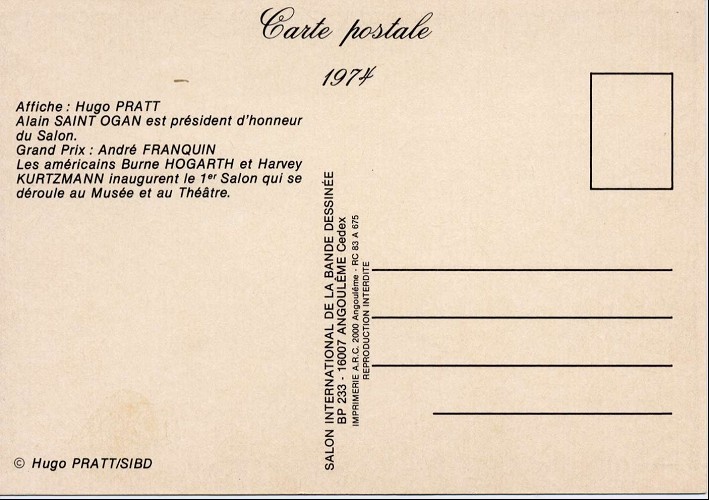 Carte postale
1974
Affiche : Hugo PRATT
Alain SAINT OGAN est président d'honneur
du Salon.
Grand Prix : André FRANQUIN
Les américains Burne HOGARTH et Harvey
KURTZMANN inaugurent le 1er Salon qui se
déroule au Musée et au Théâtre.
© Hugo PRATT/SIBD
SALON INTERNATIONAL DE LA BANDE DESSINÉE
BP 233 - 16007 ANGOULÊME Cedex
IMPRIMERIE A.R.C. 2000 Angoulême - RC 83 A 675
REPRODUCTION INTERDITE